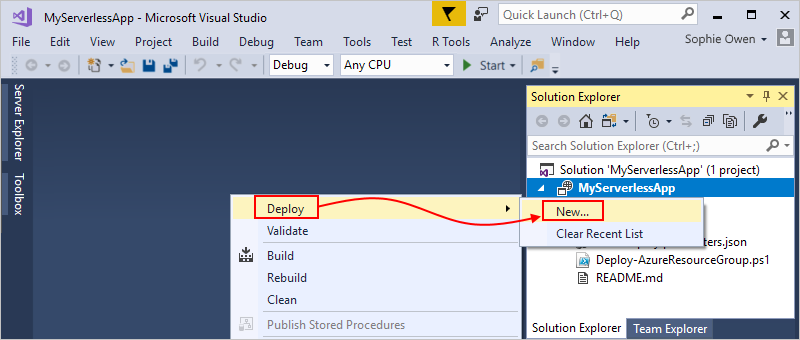 MyServerlessApp - Microsoft Visual Studio
Quick Launch (Ctrl+Q)
File Edit View Project Build Debug Team Tools Test R Tools Analyze Window Help
Sophie Owen
Debug Any CPU Start
Server Explorer
Toolbox
Solution Explorer
Search Solution Explorer (Ctrl+;)
Solution 'MyServerlessApp' (1 project)
MyServerlessApp
Deploy
New...
Validate
Clear Recent List
ters.json
Build
Deploy-AzureResourceGroup.ps1
Rebuild
README.md
Clean
Publish Stored Procedures
Solution Explorer Team Explorer